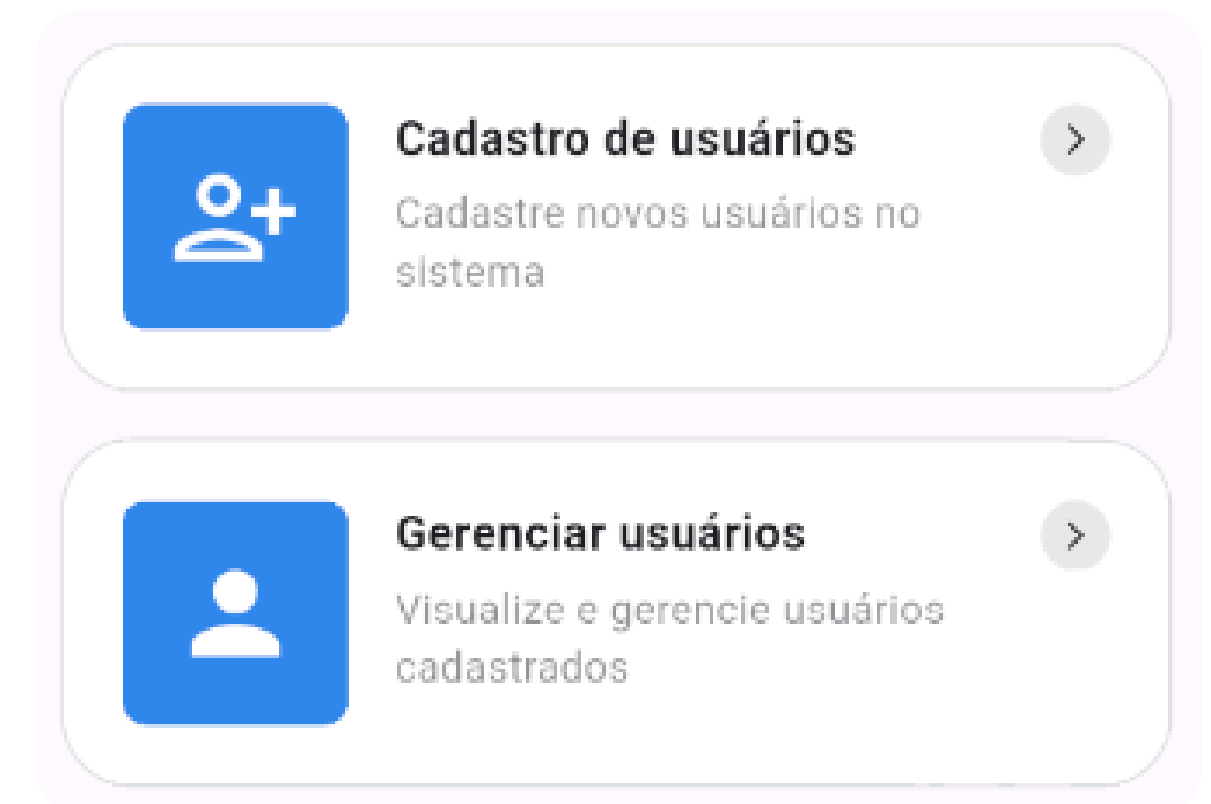 Cadastro de usuários
Cadastre novos usuários no
sistema
Gerenciar usuários
Visualize e gerencie usuários
cadastrados